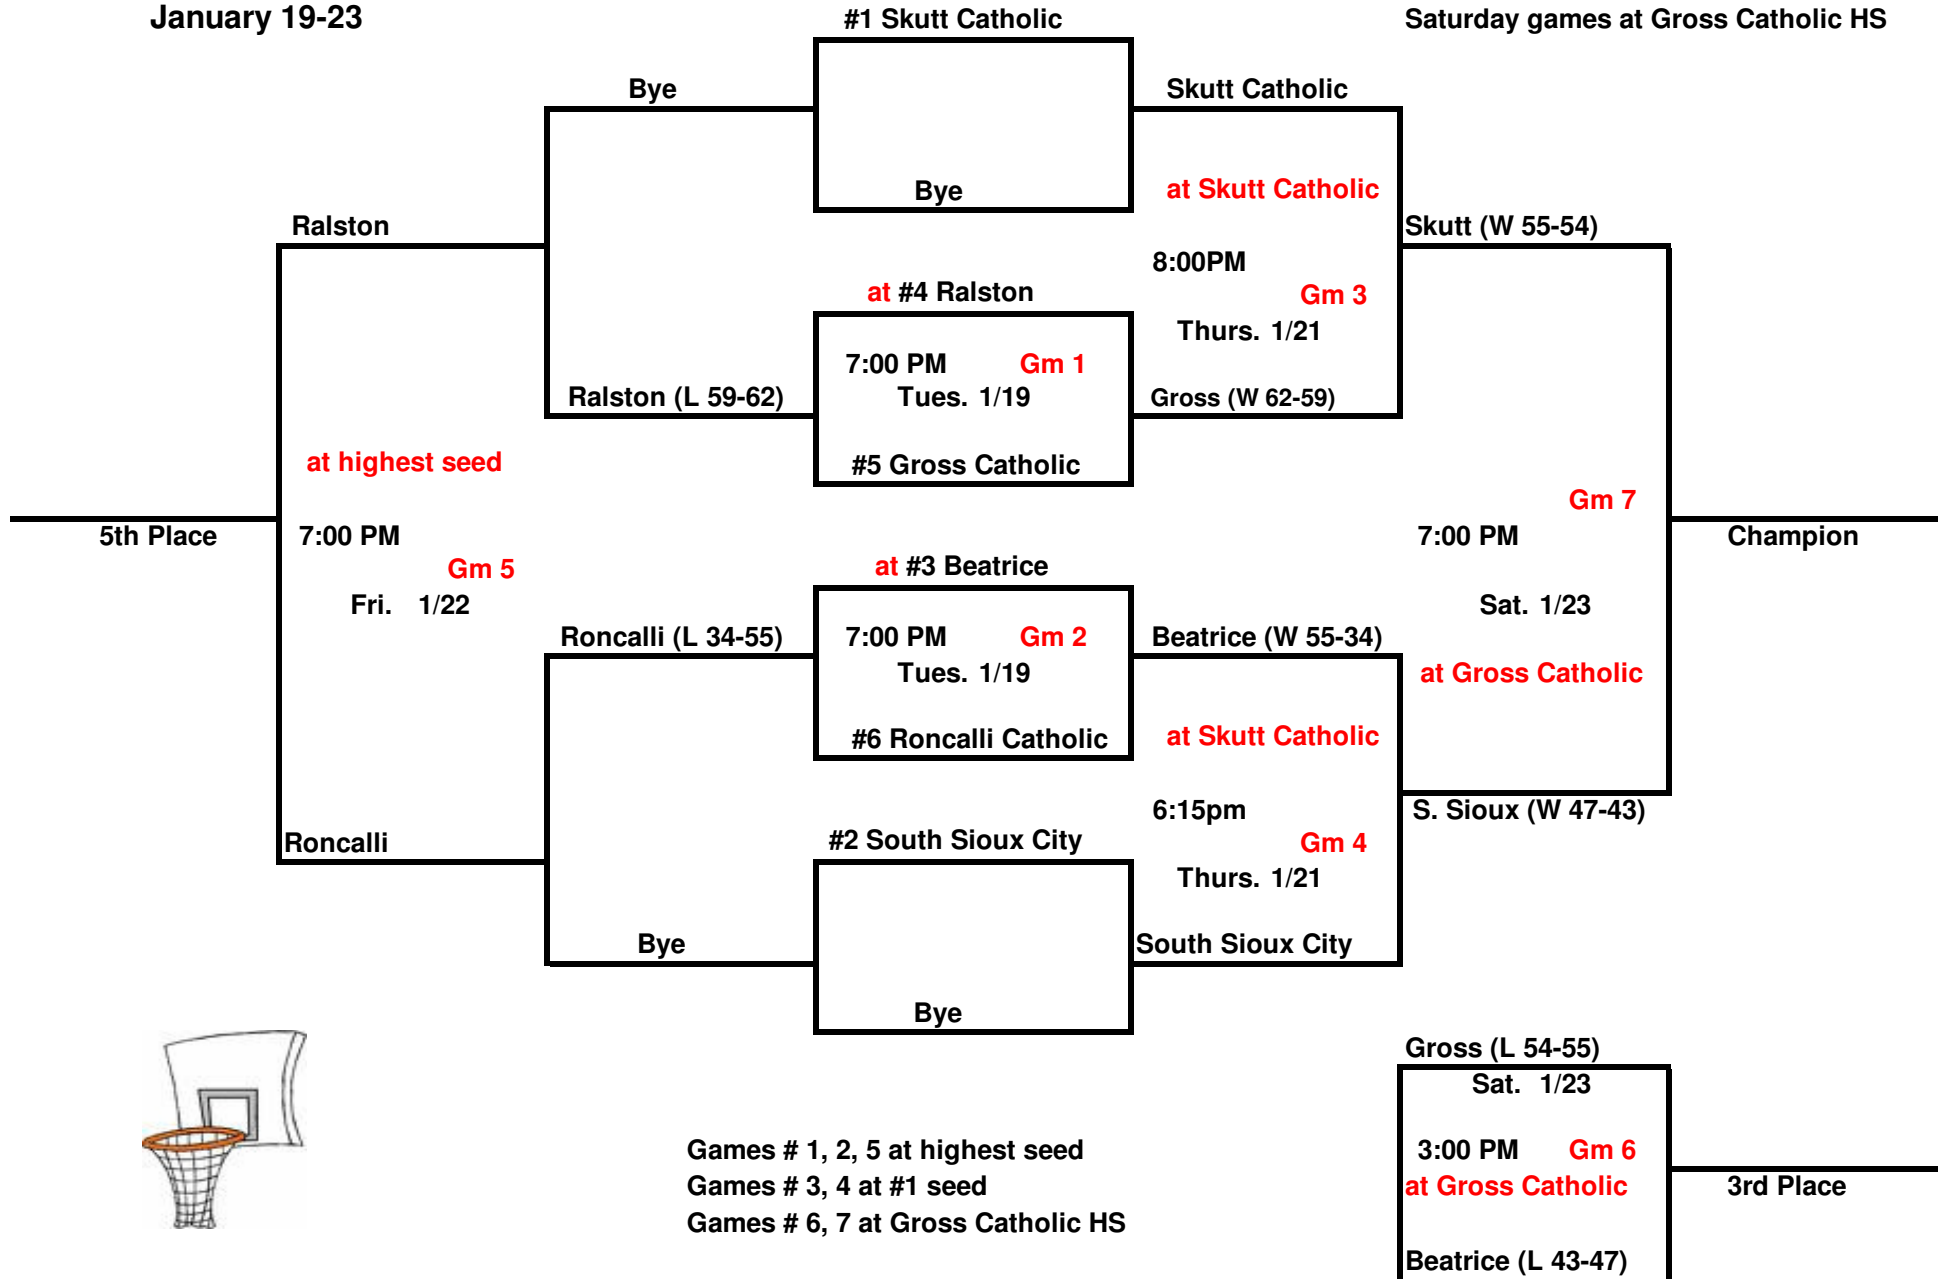 January 19-23
#1 Skutt Catholic
Saturday games at Gross Catholic HS
Bye
Skutt Catholic
Bye
at Skutt Catholic
Ralston
Skutt (W 55-54)
8:00PM
at #4 Ralston
Gm 3
Thurs. 1/21
7:00 PM Gm 1
Tues. 1/19
Ralston (L 59-62)
Gross (W 62-59)
at highest seed
#5 Gross Catholic
Gm 7
5th Place
7:00 PM
7:00 PM
Champion
Gm 5
at #3 Beatrice
Fri. 1/22
Sat. 1/23
Roncalli (L 34-55)
7:00 PM Gm 2
Beatrice (W 55-34)
Tues. 1/19
at Gross Catholic
#6 Roncalli Catholic
at Skutt Catholic
6:15pm
S. Sioux (W 47-43)
Roncalli
#2 South Sioux City
Gm 4
Thurs. 1/21
Bye
South Sioux City
Bye
Gross (L 54-55)
Sat. 1/23
Games # 1, 2, 5 at highest seed
3:00 PM Gm 6
Games # 3, 4 at #1 seed
at Gross Catholic
3rd Place
Games # 6, 7 at Gross Catholic HS
Beatrice (L 43-47)